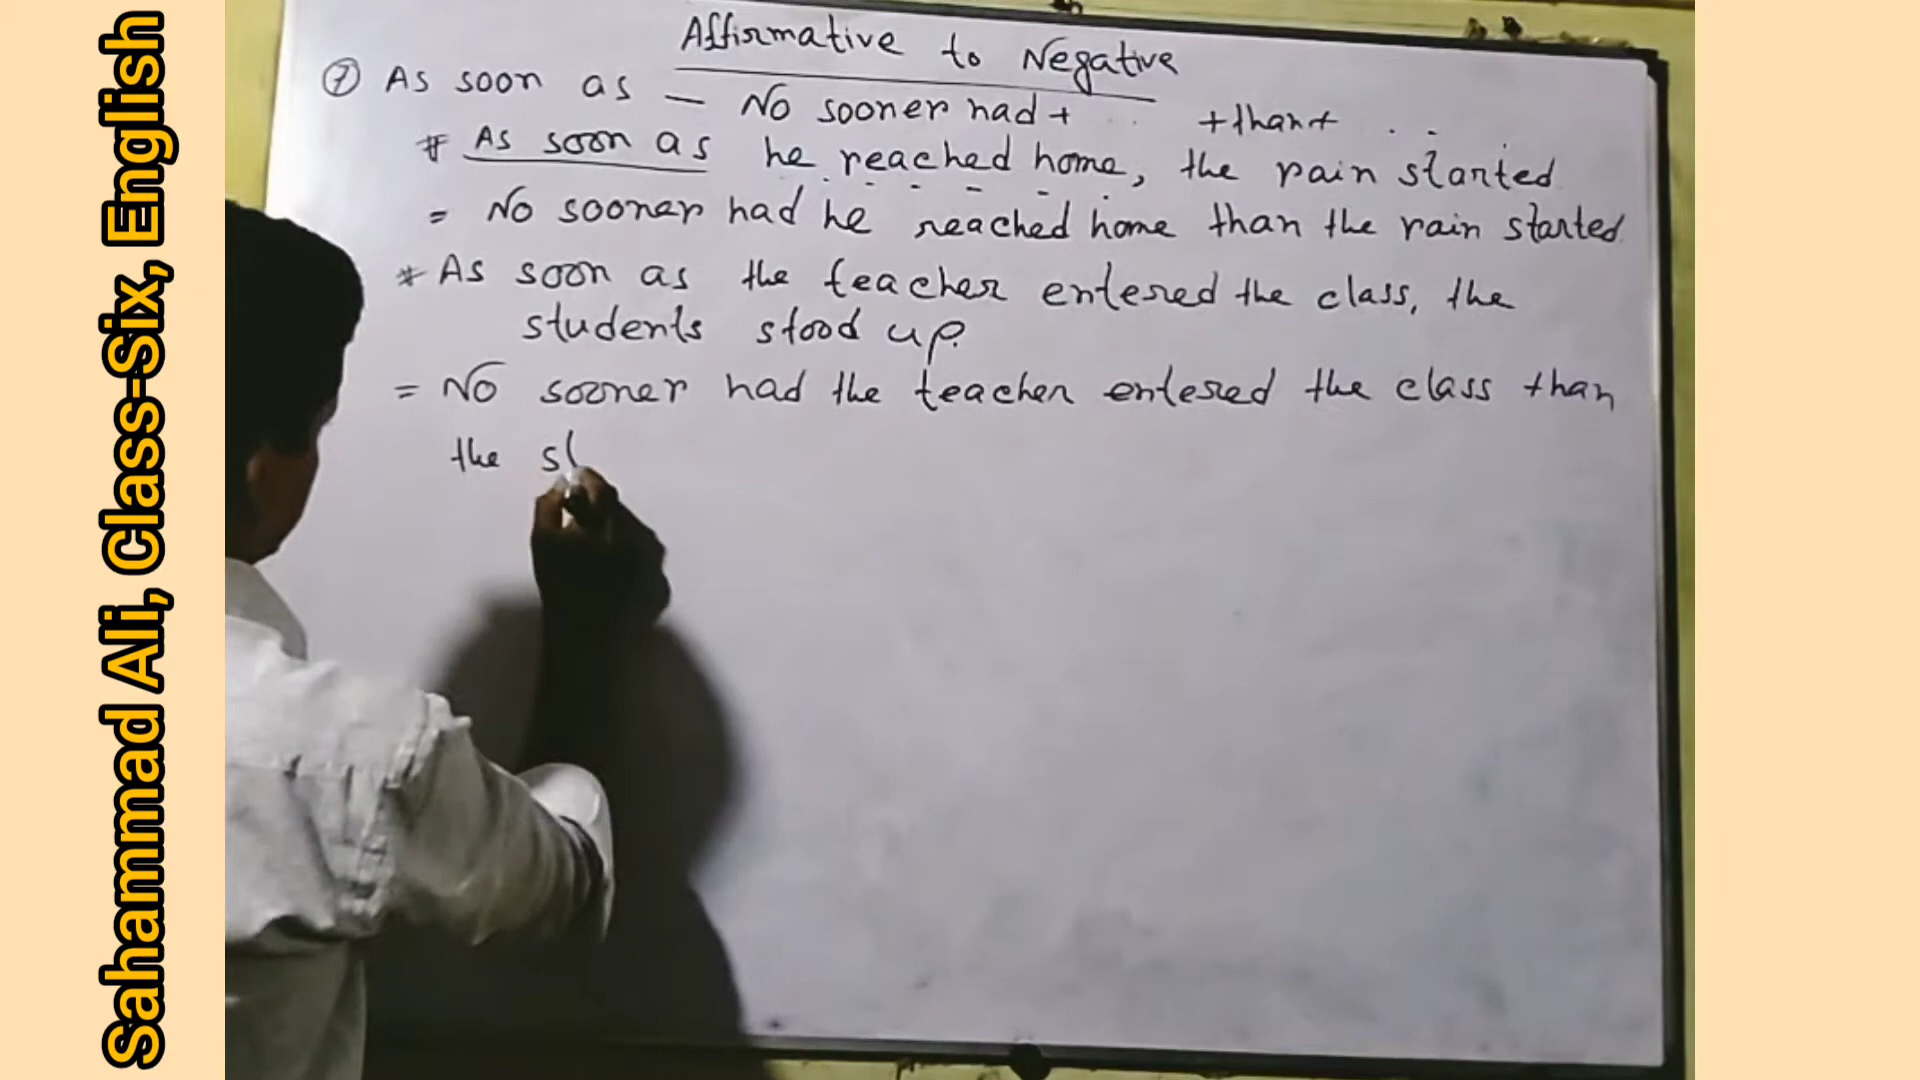 Sahammad Ali, Class-Six, English
Affirmative to Negative
7 As soon as — No sooner had + .. + than + ...
# As soon as he reached home, the rain started
= No sooner had he reached home than the rain started.
* As soon as the teacher entered the class, the
students stood up.
= No sooner had the teacher entered the class than
the st